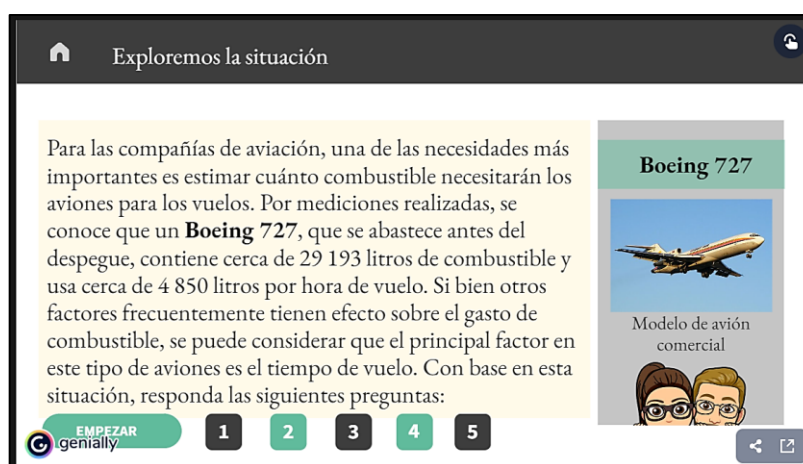 Exploremos la situación
Para las compañías de aviación, una de las necesidades más
importantes es estimar cuánto combustible necesitarán los
aviones para los vuelos. Por mediciones realizadas, se
conoce que un Boeing 727, que se abastece antes del
despegue, contiene cerca de 29 193 litros de combustible y
usa cerca de 4 850 litros por hora de vuelo. Si bien otros
factores frecuentemente tienen efecto sobre el gasto de
combustible, se puede considerar que el principal factor en
este tipo de aviones es el tiempo de vuelo. Con base en esta
situación, responda las siguientes preguntas:
Boeing 727
Modelo de avión
comercial
EMPEZAR
1 2 3 4 5
genially